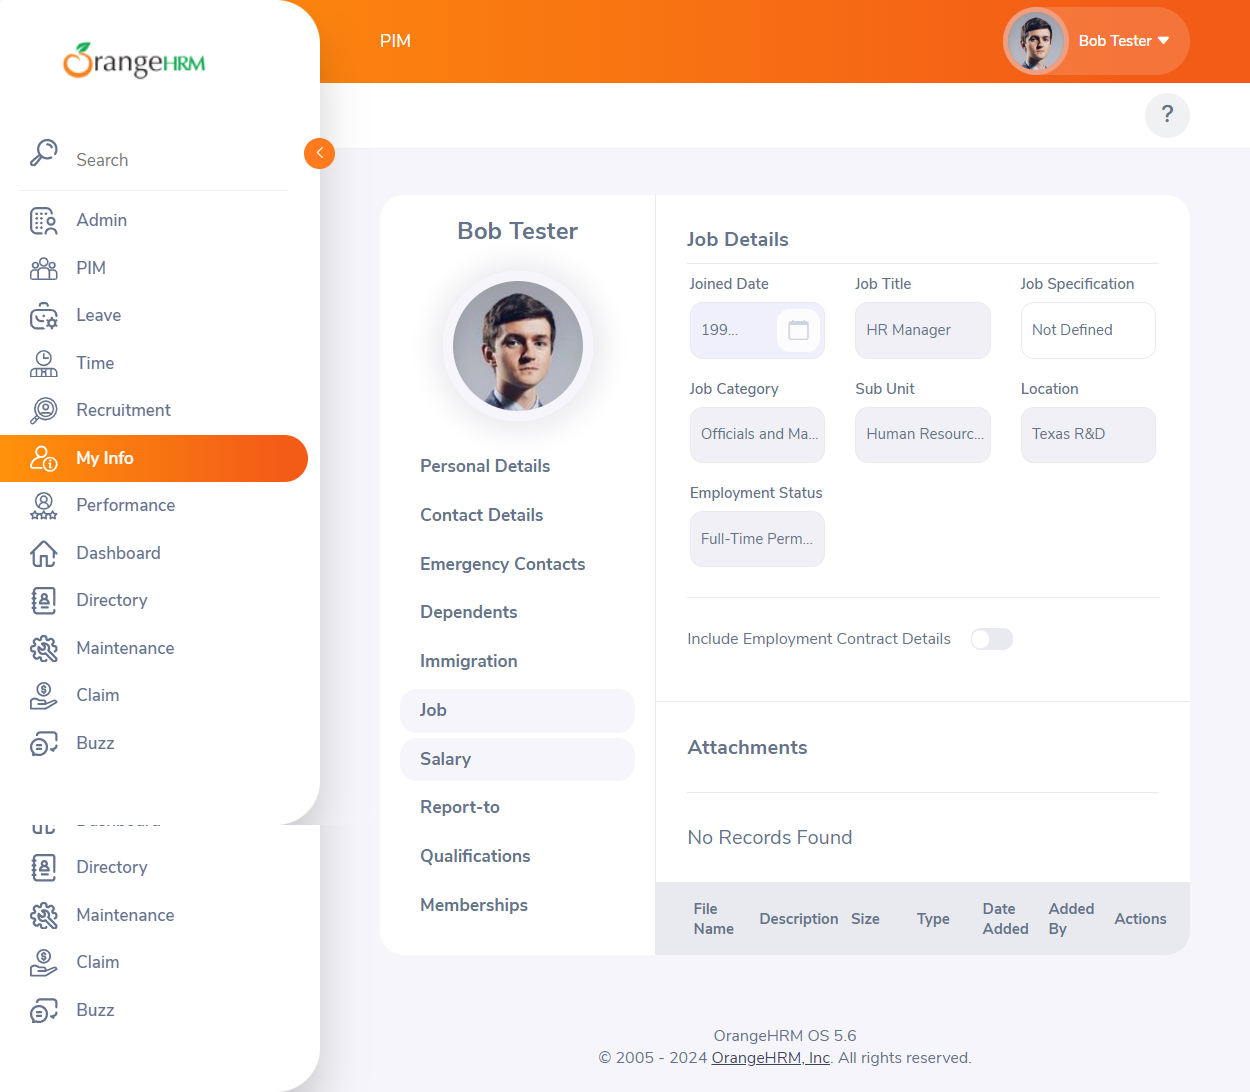 OrangeHRM
PIM
Bob Tester
?
Search
Admin
PIM
Leave
Time
Recruitment
My Info
Performance
Dashboard
Directory
Maintenance
Claim
Buzz
Dashboard
Directory
Maintenance
Claim
Buzz
Bob Tester
Personal Details
Contact Details
Emergency Contacts
Dependents
Immigration
Job
Salary
Report-to
Qualifications
Memberships
Job Details
Joined Date
199...
Job Title
HR Manager
Job Specification
Not Defined
Job Category
Officials and Ma...
Sub Unit
Human Resourc...
Location
Texas R&D
Employment Status
Full-Time Perm...
Include Employment Contract Details
Attachments
No Records Found
File Name
Description
Size
Type
Date Added
Added By
Actions
OrangeHRM OS 5.6
© 2005 - 2024 OrangeHRM, Inc. All rights reserved.